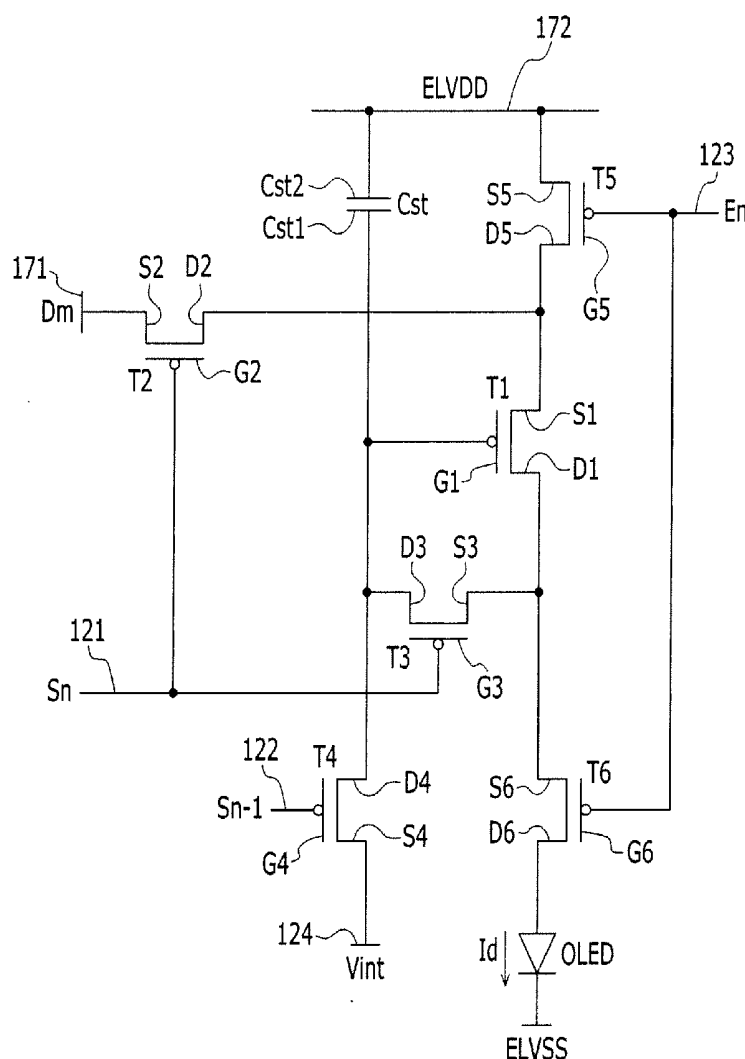 172
ELVDD
Cst2
Cst1
Cst
S5
T5
123
En
D5
G5
171
S2
D2
Dm
T2
G2
T1
S1
G1
D1
D3
S3
121
T3
G3
Sn
122
T4
Sn-1
D4
G4
S4
S6
T6
D6
G6
124
Vint
Id
OLED
ELVSS